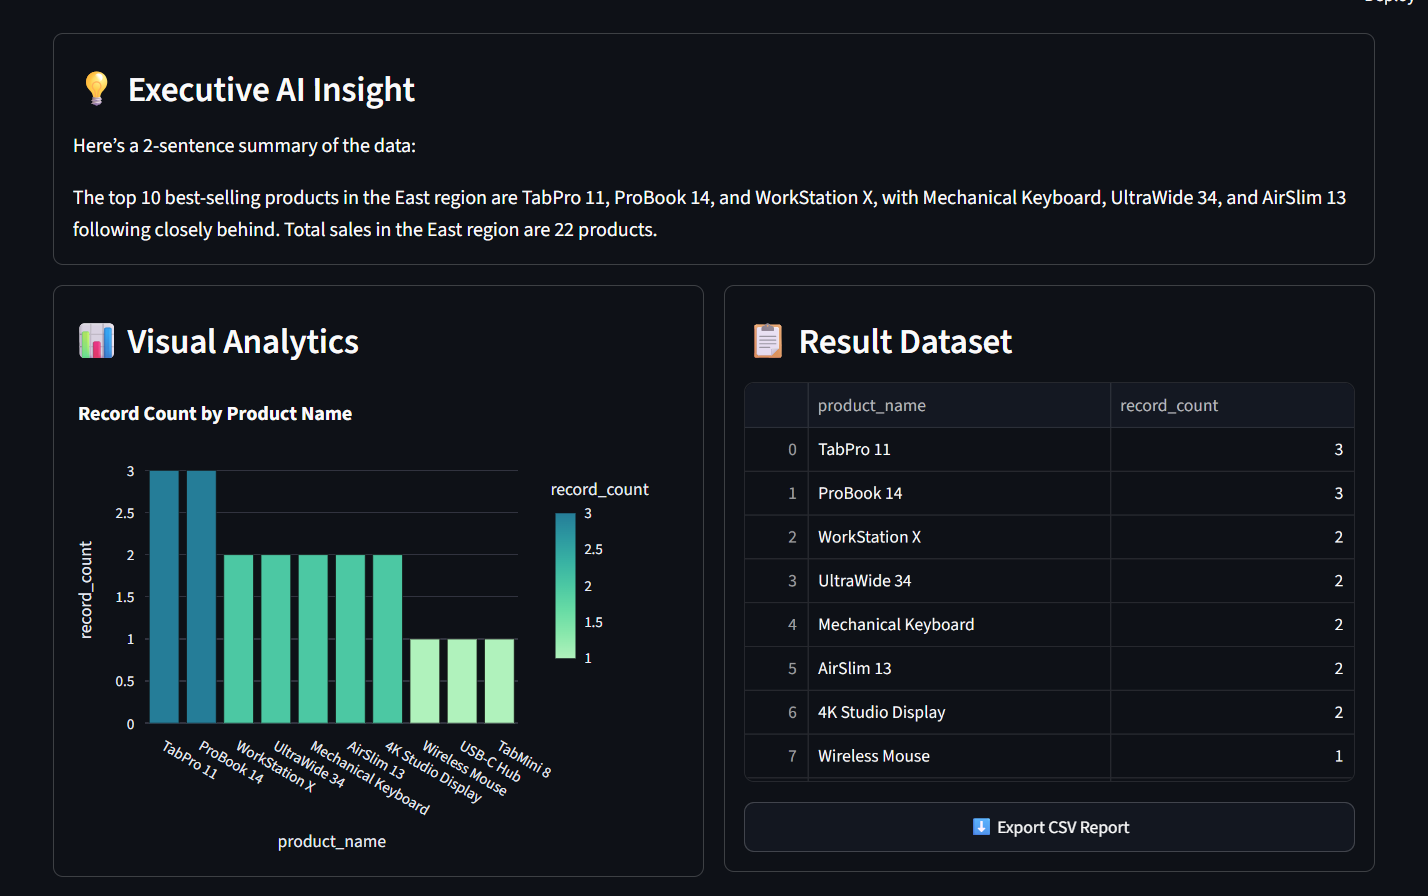 Executive AI Insight
Here’s a 2-sentence summary of the data:
The top 10 best-selling products in the East region are TabPro 11, ProBook 14, and WorkStation X, with Mechanical Keyboard, UltraWide 34, and AirSlim 13
following closely behind. Total sales in the East region are 22 products.
Visual Analytics
Record Count by Product Name
3
2.5
2
1.5
1
0.5
0
record_count
TabPro 11
ProBook 14
WorkStation X
UltraWide 34
Mechanical Keyboard
AirSlim 13
4K Studio Display
Wireless Mouse
USB-C Hub
TabMini 8
product_name
record_count
3
2.5
2
1.5
1
Result Dataset
product_name record_count
0 TabPro 11 3
1 ProBook 14 3
2 WorkStation X 2
3 UltraWide 34 2
4 Mechanical Keyboard 2
5 AirSlim 13 2
6 4K Studio Display 2
7 Wireless Mouse 1
Export CSV Report